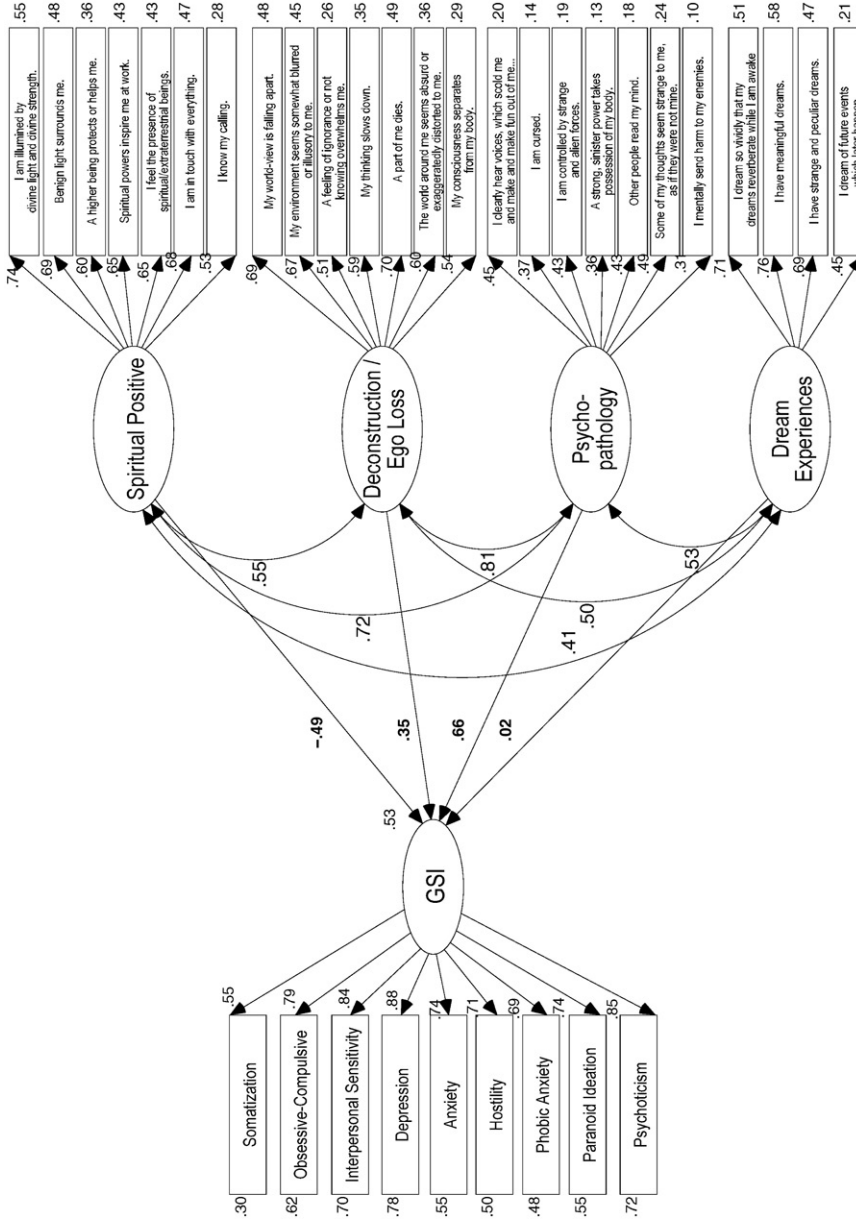 .55
I am illumined by
divine light and divine strength.
.74
.48
Benign light surrounds me.
.69
.36
A higher being protects or helps me.
.60
.43
Spiritual powers inspire me at work.
.65
.43
I feel the presence of
spiritual/extraterrestrial beings.
.65
.47
I am in touch with everything.
.68
.28
I know my calling.
.53
Spiritual Positive
.48
My world-view is falling apart.
.69
.45
My environment seems somewhat blurred
or illusory to me.
.67
.26
A feeling of ignorance or not
knowing overwhelms me.
.51
.35
My thinking slows down.
.59
.49
A part of me dies.
.70
.36
The world around me seems absurd or
exaggeratedly distorted to me.
.60
.29
My consciousness separates
from my body.
.54
Deconstruction /
Ego Loss
.20
I clearly hear voices, which scold me
and make and make fun out of me...
.45
.14
I am cursed.
.37
.19
I am controlled by strange
and alien forces.
.43
.13
A strong, sinister power takes
possession of my body.
.36
.18
Other people read my mind.
.43
.24
Some of my thoughts seem strange to me,
as if they were not mine.
.49
.10
I mentally send harm to my enemies.
.31
Psycho-
pathology
.51
I dream so vividly that my
dreams reverberate while I am awake
.71
.58
I have meaningful dreams.
.76
.47
I have strange and peculiar dreams.
.69
.21
I dream of future events
.45
Dream
Experiences
.55
.81
.53
.72
.50
.41
−.49
.35
.66
.02
.53
GSI
.55
Somatization
.30
.79
Obsessive-Compulsive
.62
.84
Interpersonal Sensitivity
.70
.88
Depression
.78
.74
Anxiety
.55
.71
Hostility
.50
.69
Phobic Anxiety
.48
.74
Paranoid Ideation
.55
.85
Psychoticism
.72